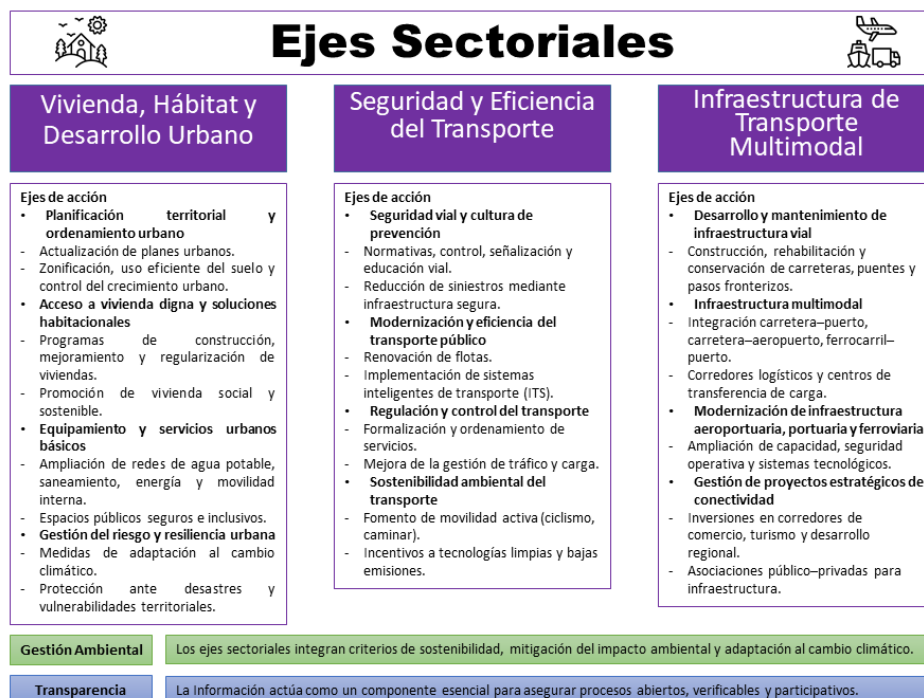 Ejes Sectoriales
Vivienda, Hábitat y
Desarrollo Urbano
Ejes de acción
• Planificación territorial y
ordenamiento urbano
- Actualización de planes urbanos.
- Zonificación, uso eficiente del suelo y
control del crecimiento urbano.
• Acceso a vivienda digna y soluciones
habitacionales
- Programas de construcción,
mejoramiento y regularización de
viviendas.
- Promoción de vivienda social y
sostenible.
• Equipamiento y servicios urbanos
básicos
- Ampliación de redes de agua potable,
saneamiento, energía y movilidad
interna.
- Espacios públicos seguros e inclusivos.
• Gestión del riesgo y resiliencia urbana
- Medidas de adaptación al cambio
climático.
- Protección ante desastres y
vulnerabilidades territoriales.
Seguridad y Eficiencia
del Transporte
Ejes de acción
• Seguridad vial y cultura de
prevención
- Normativas, control, señalización y
educación vial.
- Reducción de siniestros mediante
infraestructura segura.
• Modernización y eficiencia del
transporte público
- Renovación de flotas.
- Implementación de sistemas
inteligentes de transporte (ITS).
• Regulación y control del transporte
- Formalización y ordenamiento de
servicios.
- Mejora de la gestión de tráfico y carga.
• Sostenibilidad ambiental del
transporte
- Fomento de movilidad activa (ciclismo,
caminar).
- Incentivos a tecnologías limpias y bajas
emisiones.
Infraestructura de
Transporte
Multimodal
Ejes de acción
• Desarrollo y mantenimiento de
infraestructura vial
- Construcción, rehabilitación y
conservación de carreteras, puentes y
pasos fronterizos.
• Infraestructura multimodal
- Integración carretera–puerto,
carretera–aeropuerto, ferrocarril–
puerto.
- Corredores logísticos y centros de
transferencia de carga.
• Modernización de infraestructura
aeroportuaria, portuaria y ferroviaria
- Ampliación de capacidad, seguridad
operativa y sistemas tecnológicos.
• Gestión de proyectos estratégicos de
conectividad
- Inversiones en corredores de
comercio, turismo y desarrollo
regional.
- Asociaciones público–privadas para
infraestructura.
Gestión Ambiental
Los ejes sectoriales integran criterios de sostenibilidad, mitigación del impacto ambiental y adaptación al cambio climático.
Transparencia
La Información actúa como un componente esencial para asegurar procesos abiertos, verificables y participativos.